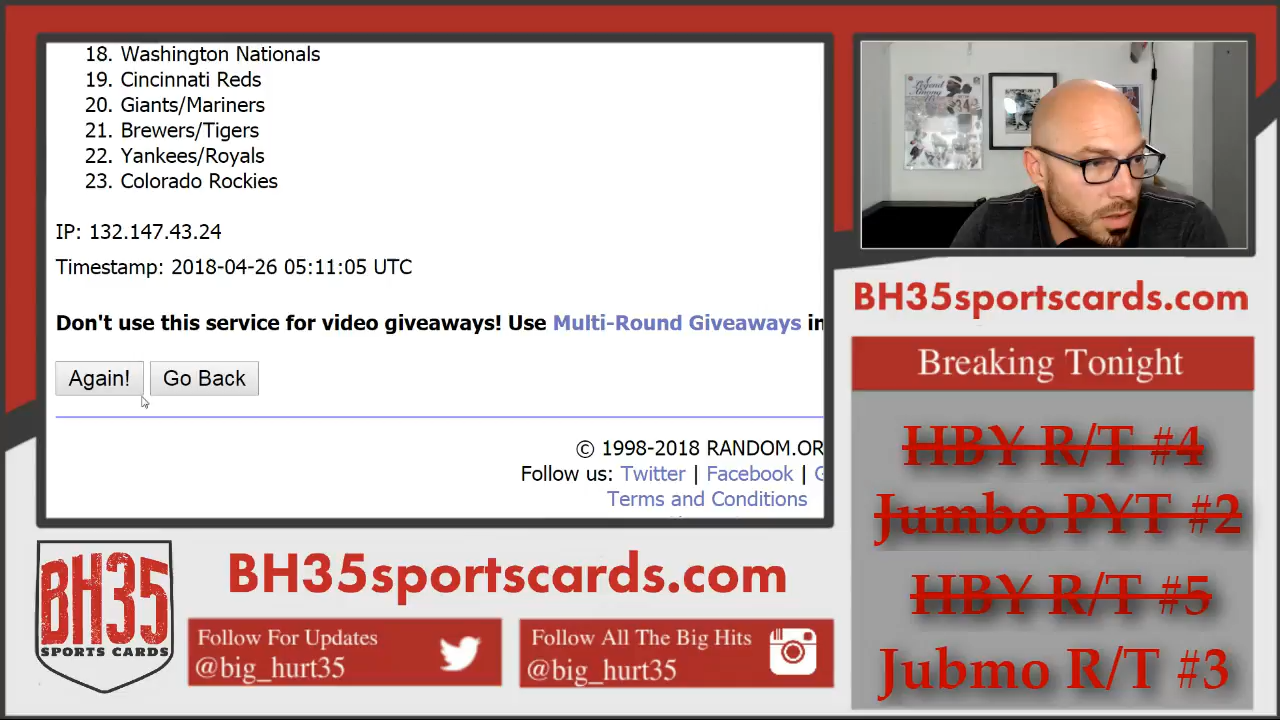 18. Washington Nationals
19. Cincinnati Reds
20. Giants/Mariners
21. Brewers/Tigers
22. Yankees/Royals
23. Colorado Rockies
IP: 132.147.43.24
Timestamp: 2018-04-26 05:11:05 UTC
Don't use this service for video giveaways! Use Multi-Round Giveaways in
Again! Go Back
© 1998-2018 RANDOM.OR
Follow us: Twitter | Facebook | G
Terms and Conditions
BH35sportscards.com
Breaking Tonight
HBY R/T #4
Jumbo PYT #2
HBY R/T #5
Jubmo R/T #3
BH35
SPORTS CARDS
BH35sportscards.com
Follow For Updates
@big_hurt35
Follow All The Big Hits
@big_hurt35